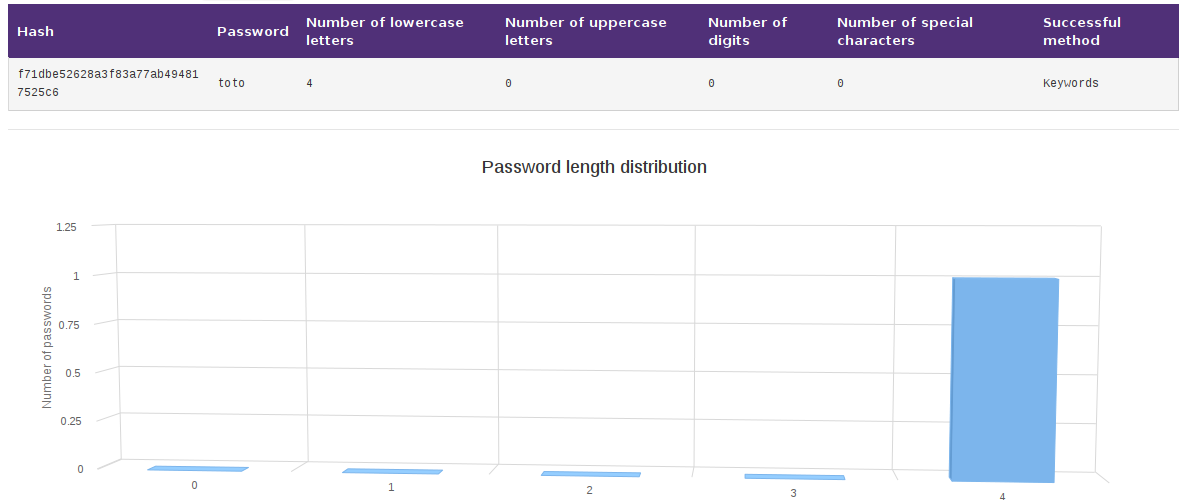 Hash Password Number of lowercase letters Number of uppercase letters Number of digits Number of special characters Successful method
f71dbe52628a3f83a77ab49481
7525c6 toto 4 0 0 0 Keywords
Password length distribution
Number of passwords
1.25
1
0.75
0.5
0.25
0
0 1 2 3 4